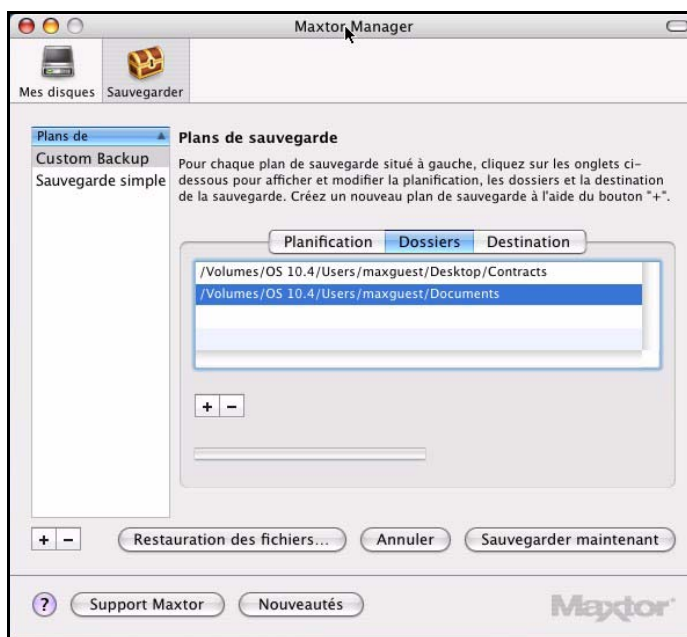 Maxtor Manager
Mes disques
Sauvegarder
Plans de
Custom Backup
Sauvegarde simple
Plans de sauvegarde
Pour chaque plan de sauvegarde situé à gauche, cliquez sur les onglets ci-
dessous pour afficher et modifier la planification, les dossiers et la destination
de la sauvegarde. Créez un nouveau plan de sauvegarde à l'aide du bouton "+".
Planification
Dossiers
Destination
/Volumes/OS 10.4/Users/maxguest/Desktop/Contracts
/Volumes/OS 10.4/Users/maxguest/Documents
+ −
+ −
Restauration des fichiers...
Annuler
Sauvegarder maintenant
?
Support Maxtor
Nouveautés
Maxtor